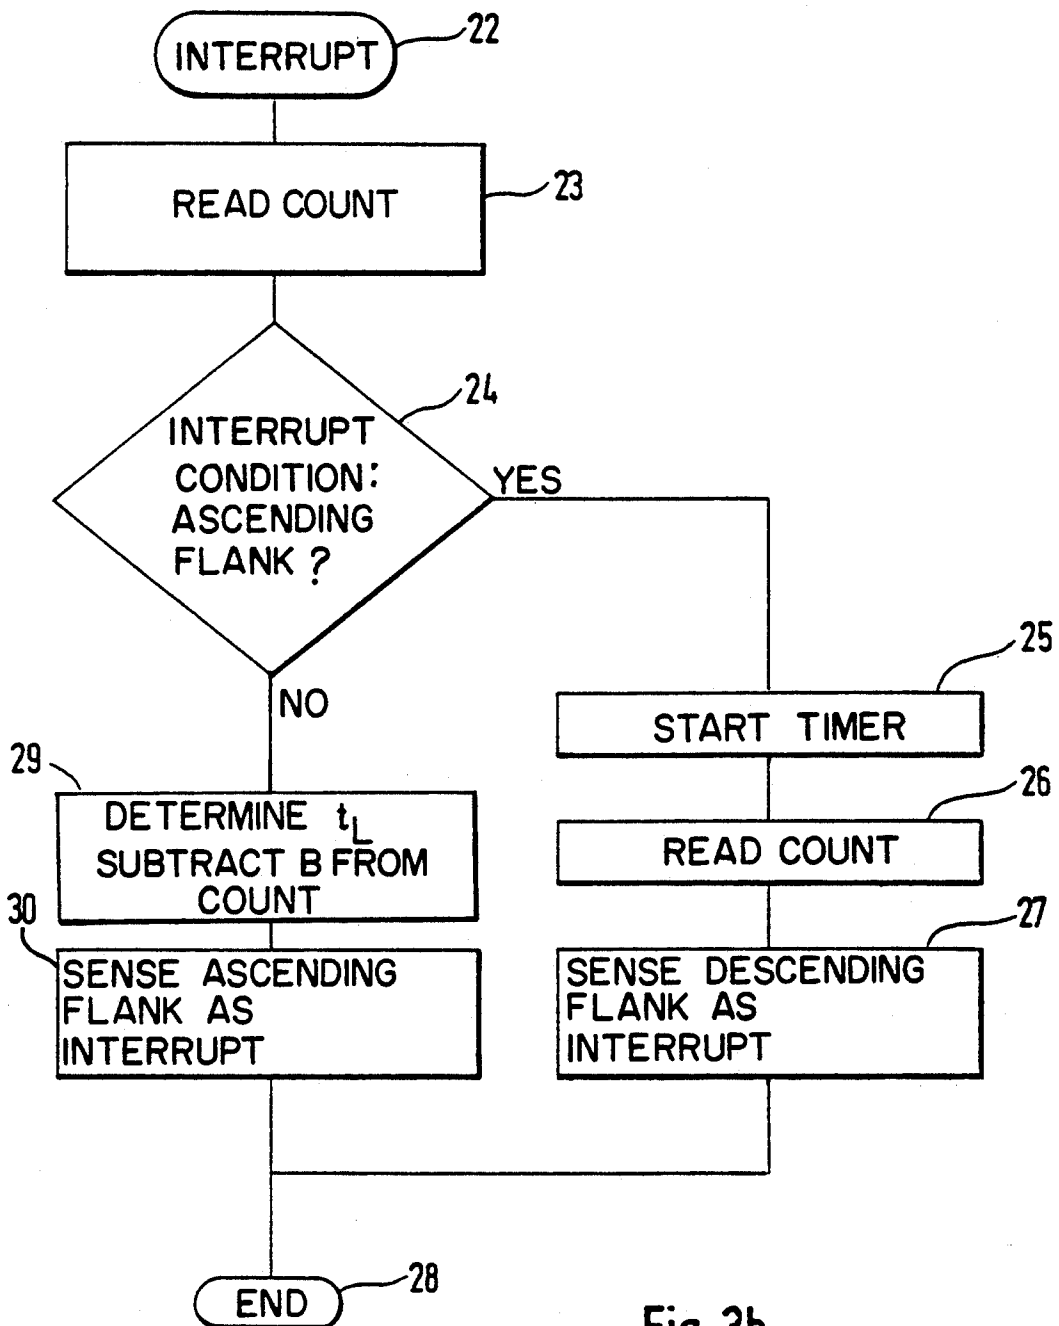 INTERRUPT
22
READ COUNT
23
24
INTERRUPT
CONDITION:
ASCENDING
FLANK ?
YES
NO
25
START TIMER
26
READ COUNT
29
DETERMINE tL
SUBTRACT B FROM
COUNT
30
SENSE ASCENDING
FLANK AS
INTERRUPT
27
SENSE DESCENDING
FLANK AS
INTERRUPT
28
END
Fig. 3b